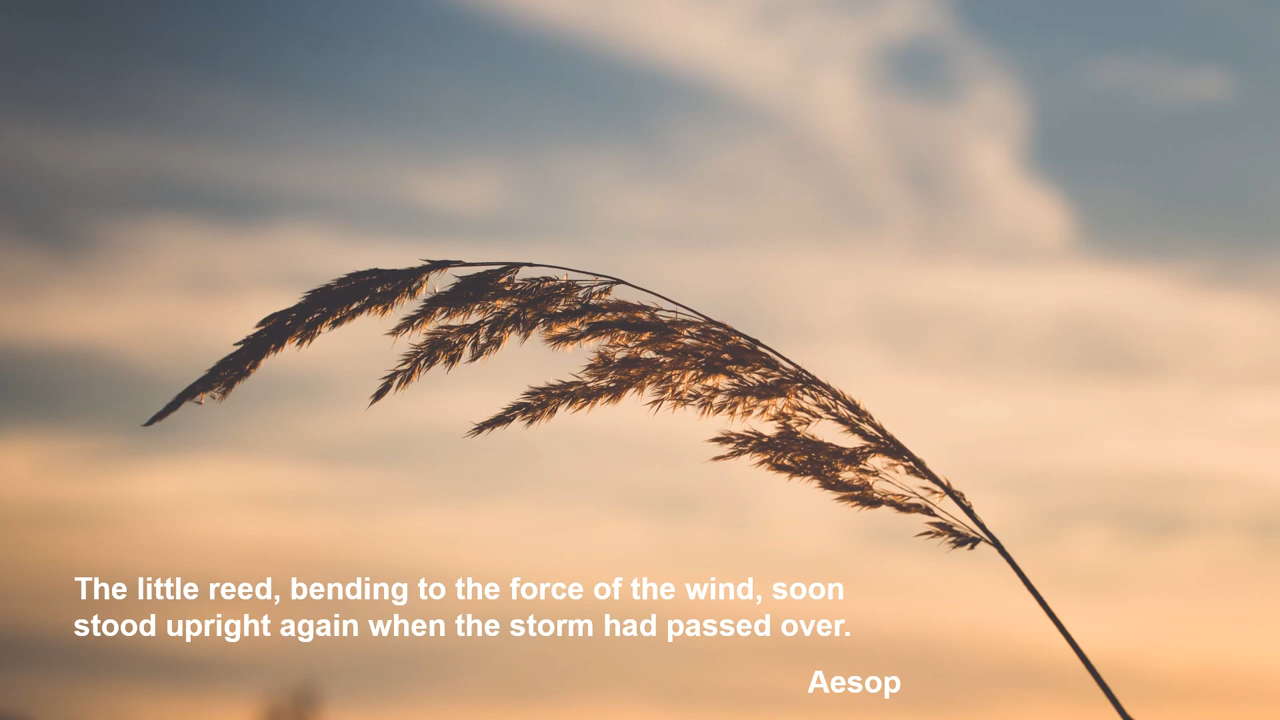 The little reed, bending to the force of the wind, soon
stood upright again when the storm had passed over.
Aesop